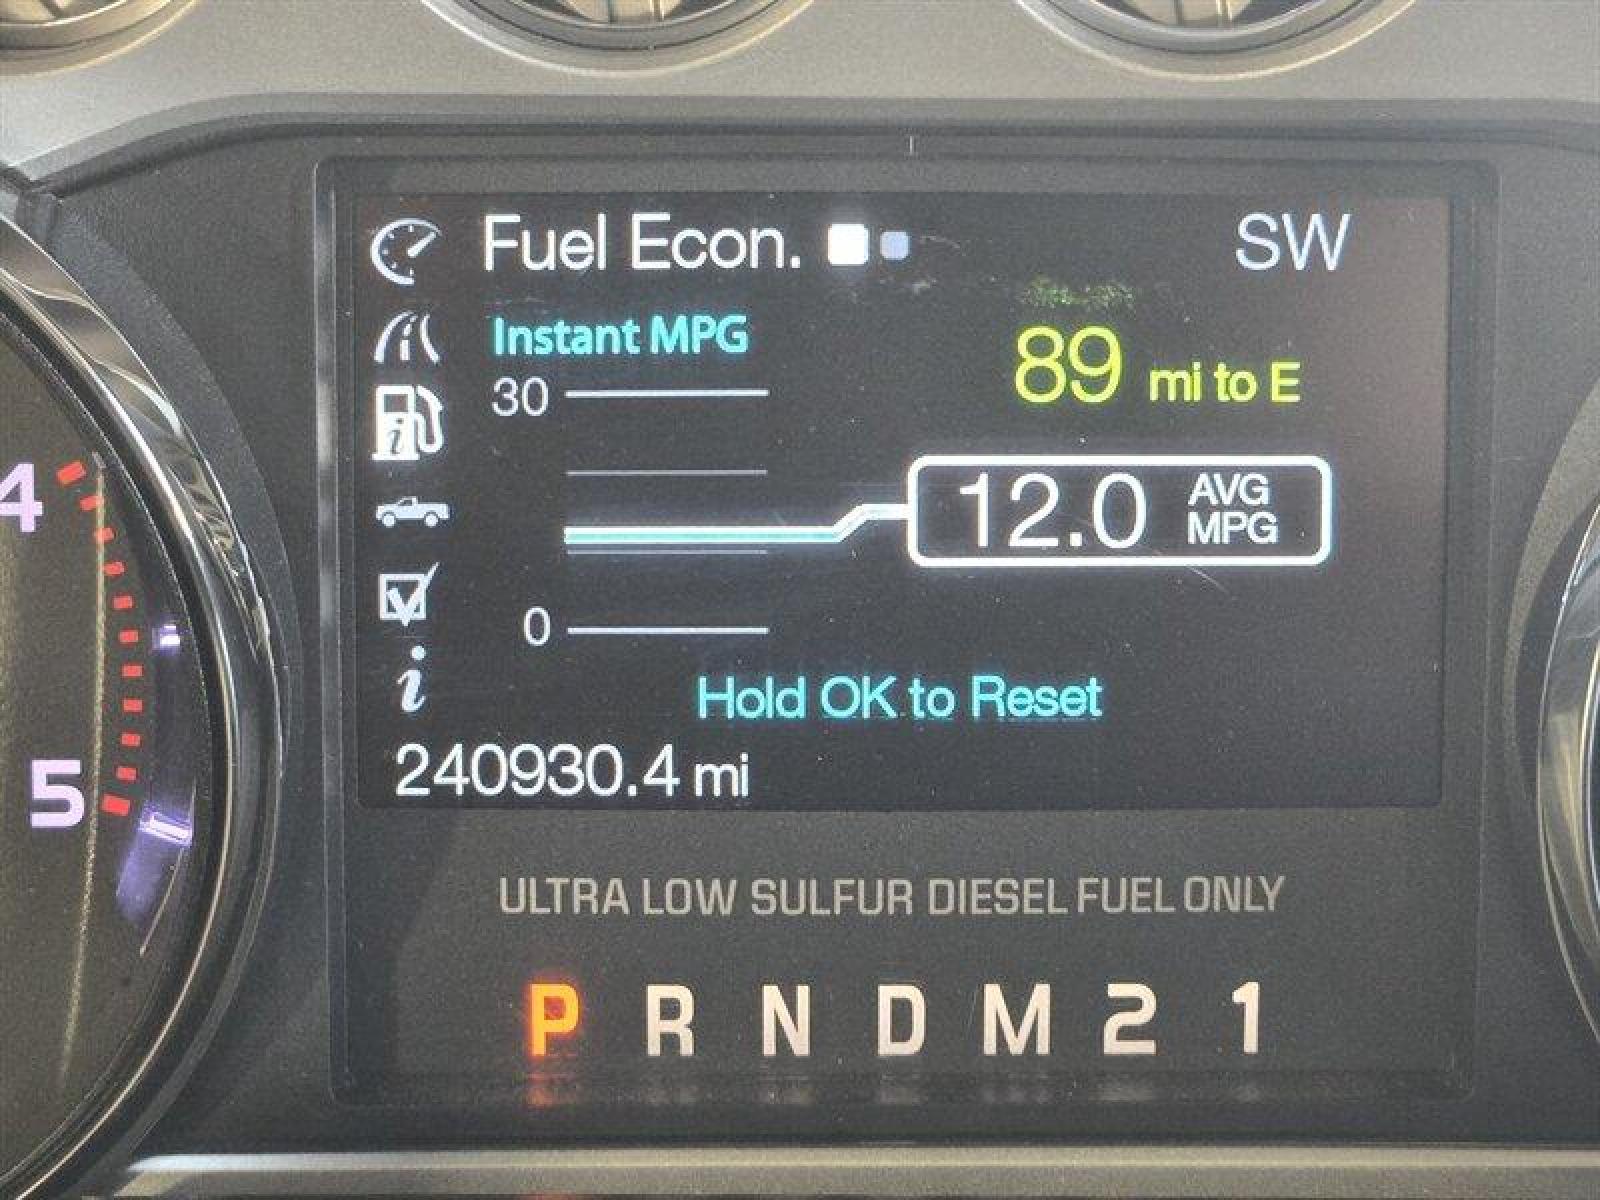 Fuel Econ. SW
Instant MPG
30
89 mi to E
12.0 AVG MPG
0
Hold OK to Reset
240930.4 mi
ULTRA LOW SULFUR DIESEL FUEL ONLY
P R N D M 2 1
4
5